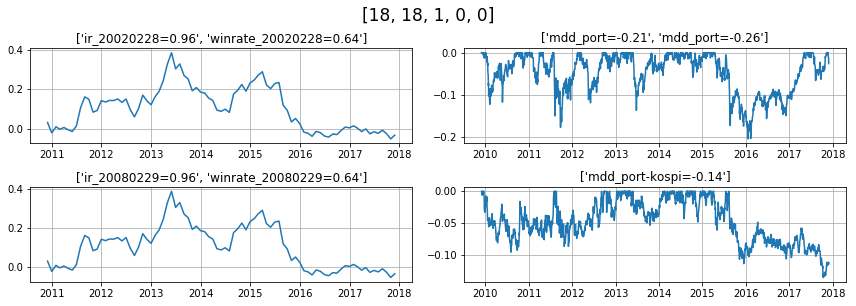 [18, 18, 1, 0, 0]
['ir_20020228=0.96', 'winrate_20020228=0.64']
0.4
0.2
0.0
2011 2012 2013 2014 2015 2016 2017 2018
['mdd_port=-0.21', 'mdd_port=-0.26']
0.0
−0.1
−0.2
2010 2011 2012 2013 2014 2015 2016 2017 2018
['ir_20080229=0.96', 'winrate_20080229=0.64']
0.4
0.2
0.0
2011 2012 2013 2014 2015 2016 2017 2018
['mdd_port-kospi=-0.14']
0.00
−0.05
−0.10
2010 2011 2012 2013 2014 2015 2016 2017 2018